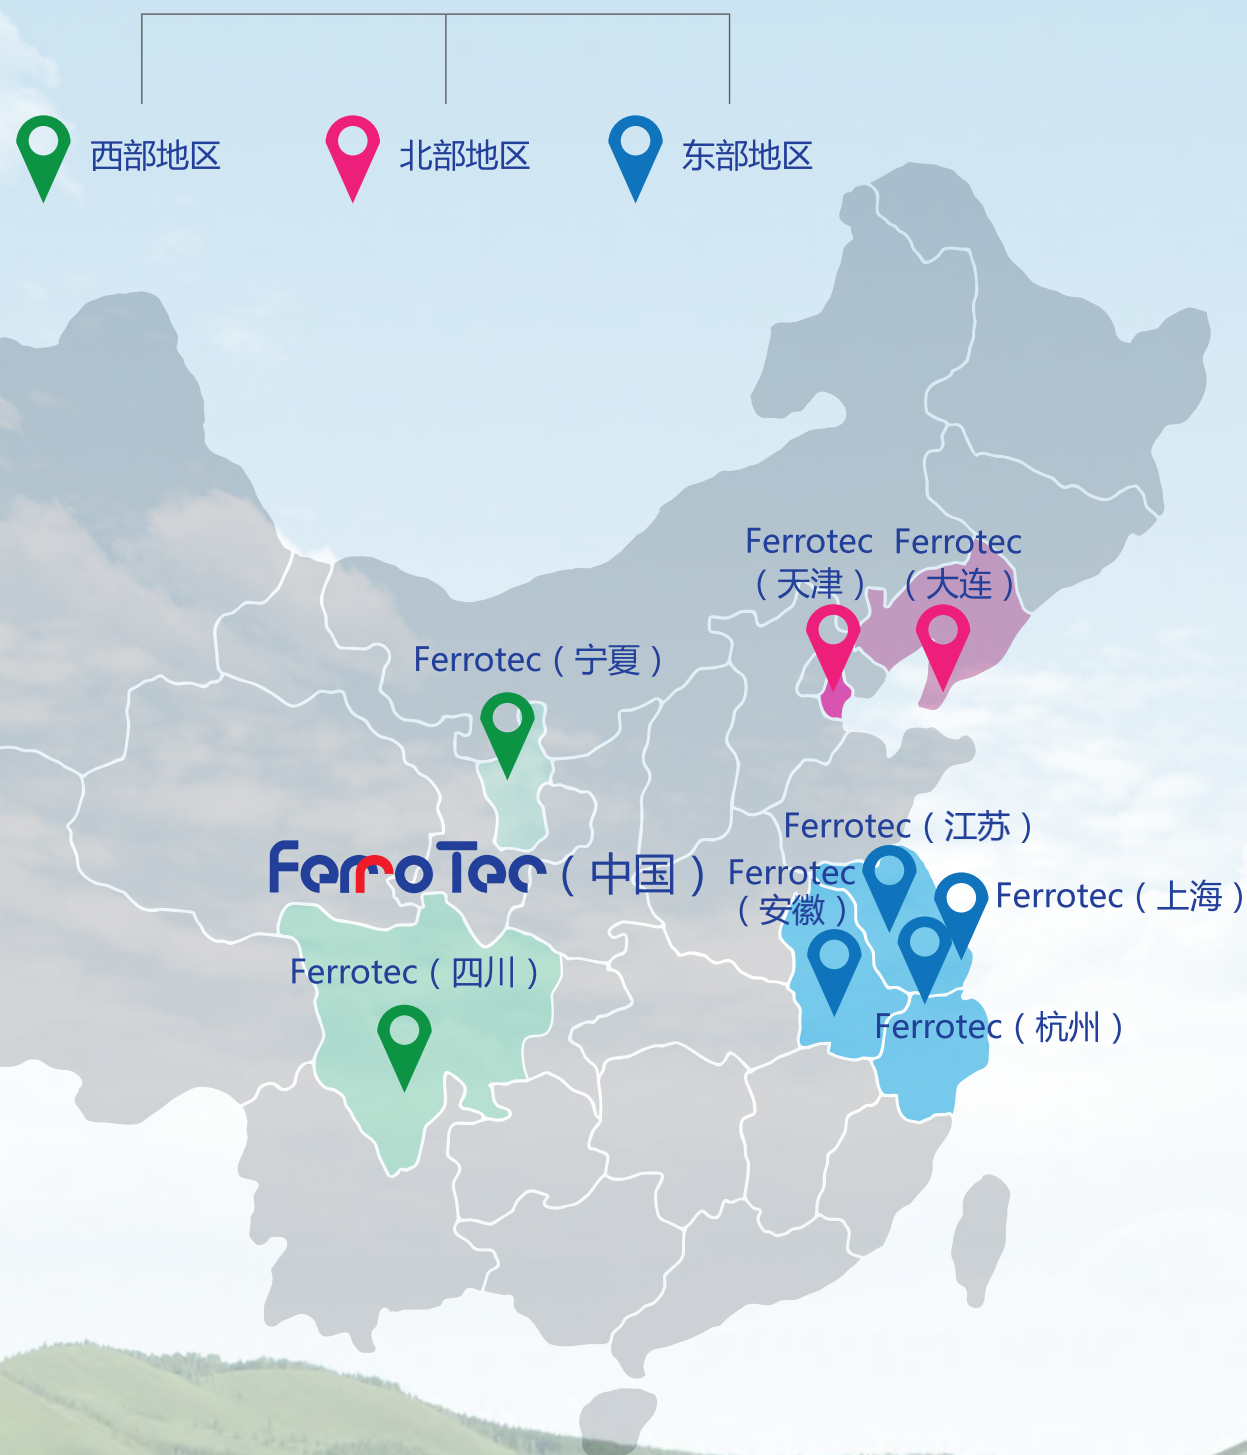 西部地区
北部地区
东部地区
Ferrotec
（天津）
Ferrotec
（大连）
Ferrotec（宁夏）
Ferrotec（江苏）
FerroTec（中国）
Ferrotec
（安徽）
Ferrotec（上海）
Ferrotec（四川）
Ferrotec（杭州）